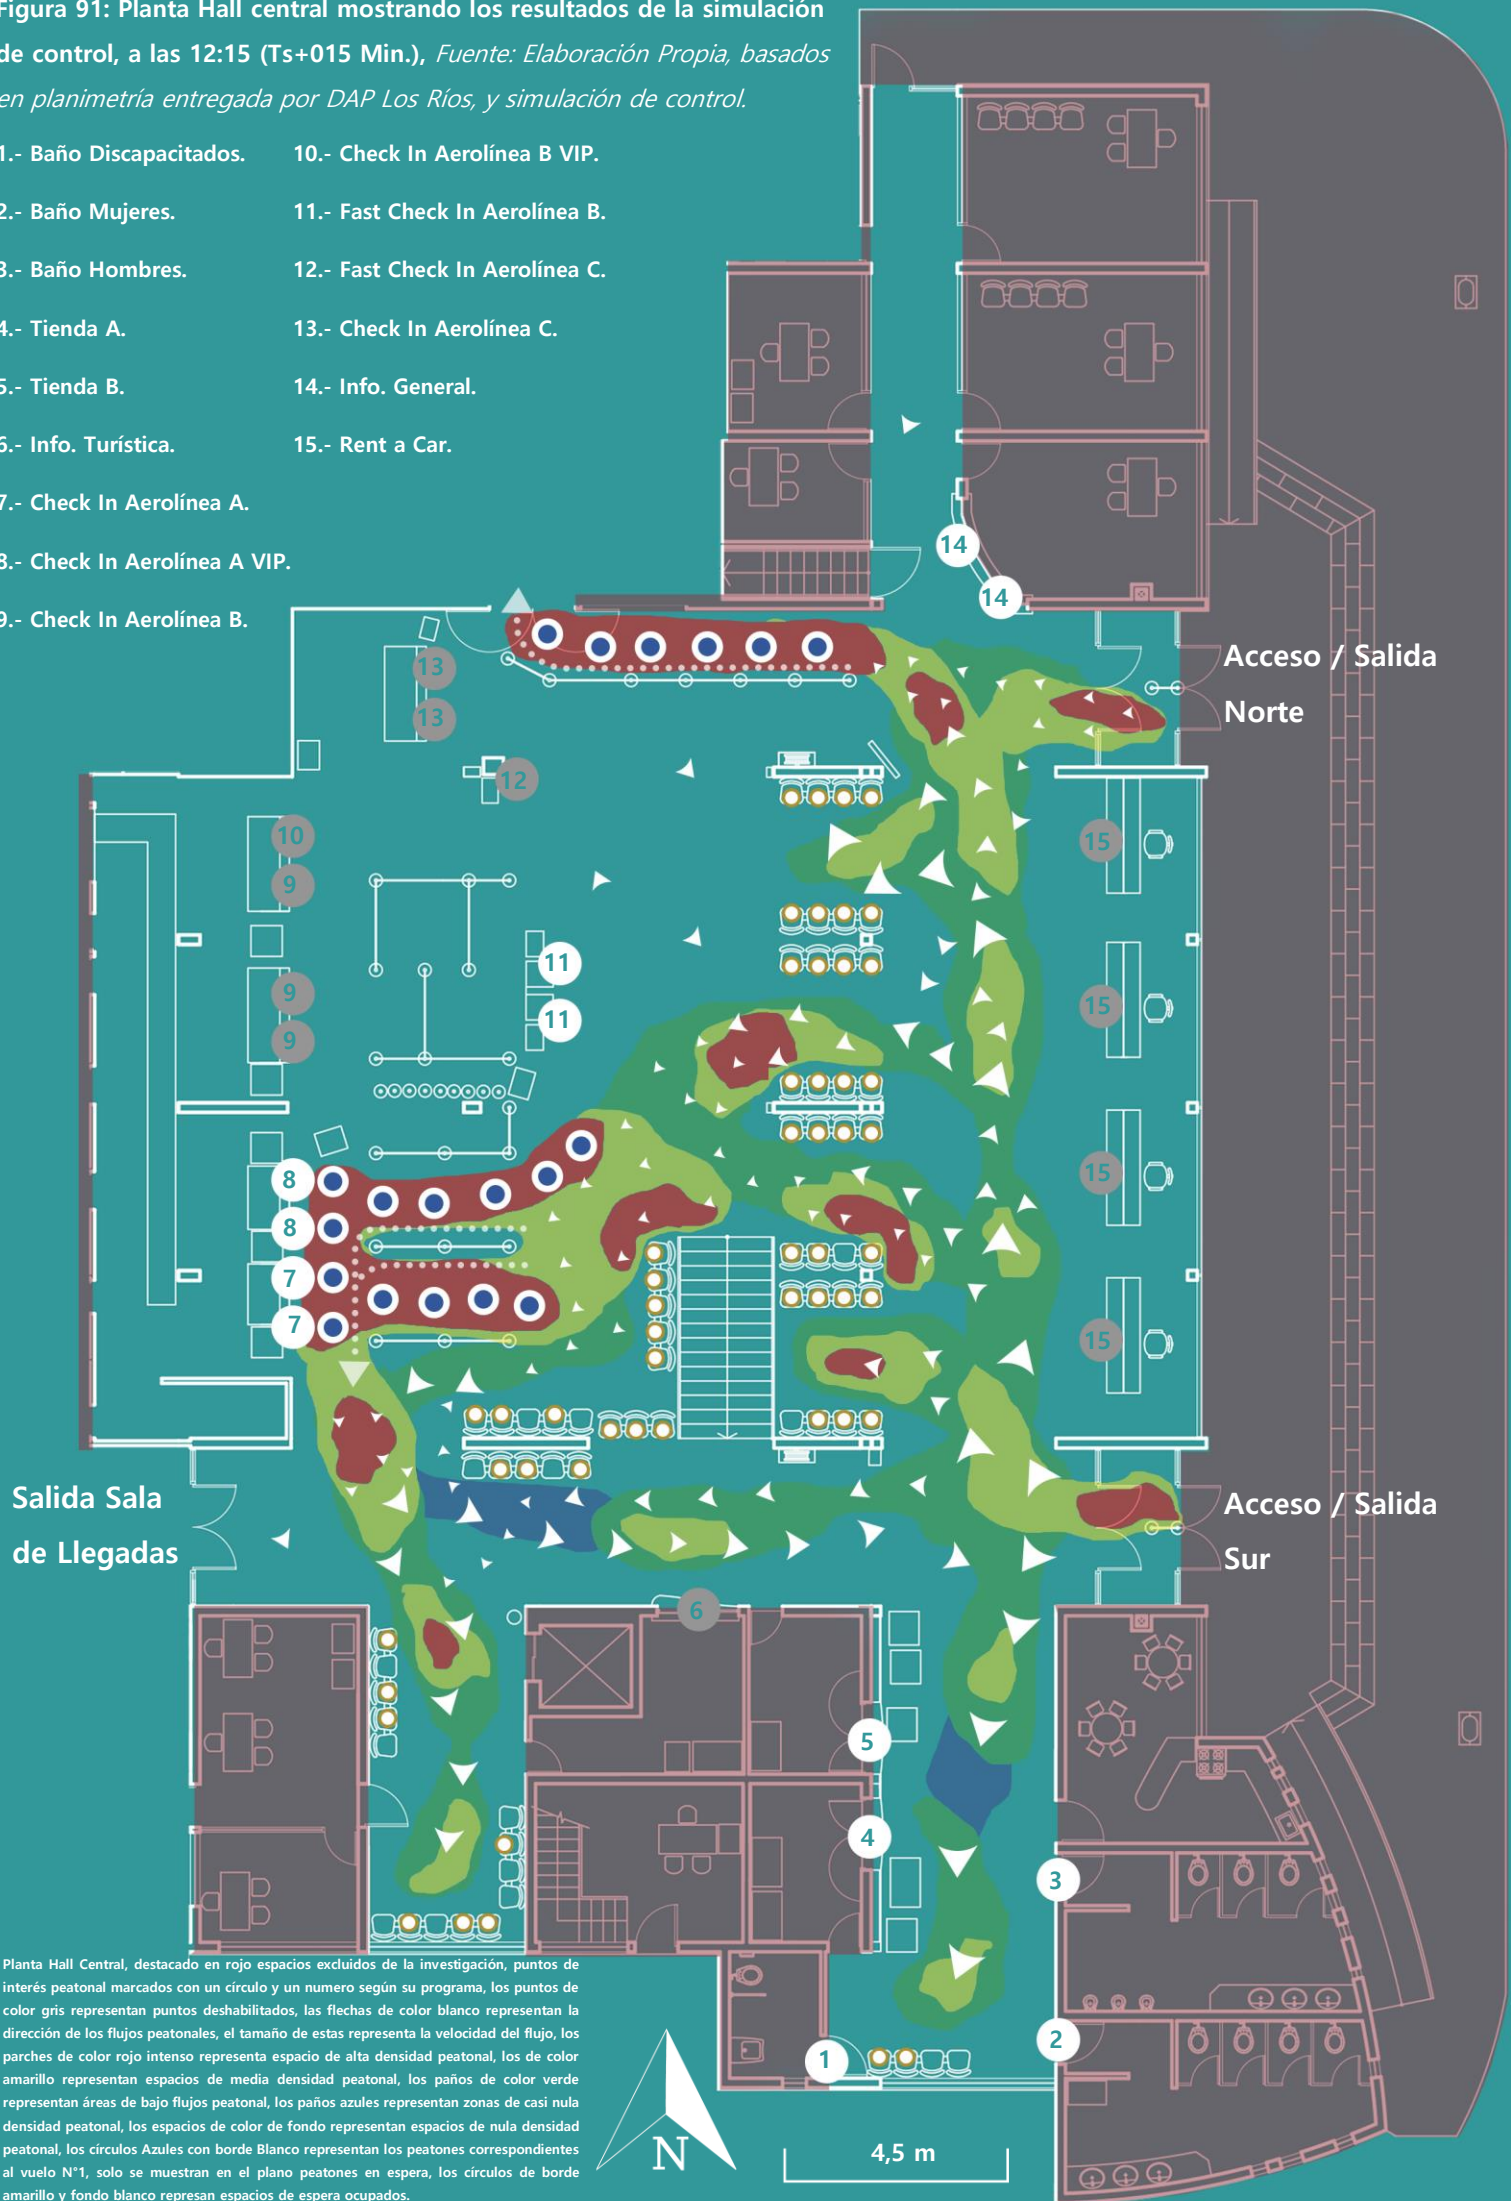 Figura 91: Planta Hall central mostrando los resultados de la simulación
de control, a las 12:15 (Ts+015 Min.), Fuente: Elaboración Propia, basados
en planimetría entregada por DAP Los Ríos, y simulación de control.
1.- Baño Discapacitados.
2.- Baño Mujeres.
3.- Baño Hombres.
4.- Tienda A.
5.- Tienda B.
6.- Info. Turística.
7.- Check In Aerolínea A.
8.- Check In Aerolínea A VIP.
9.- Check In Aerolínea B.
10.- Check In Aerolínea B VIP.
11.- Fast Check In Aerolínea B.
12.- Fast Check In Aerolínea C.
13.- Check In Aerolínea C.
14.- Info. General.
15.- Rent a Car.
14
14
Acceso / Salida
Norte
13
13
12
10
9
9
9
11
11
15
15
15
15
8
8
7
7
Salida Sala
de Llegadas
Acceso / Salida
Sur
6
5
4
3
2
1
Planta Hall Central, destacado en rojo espacios excluidos de la investigación, puntos de
interés peatonal marcados con un círculo y un numero según su programa, los puntos de
color gris representan puntos deshabilitados, las flechas de color blanco representan la
dirección de los flujos peatonales, el tamaño de estas representa la velocidad del flujo, los
parches de color rojo intenso representa espacio de alta densidad peatonal, los de color
amarillo representan espacios de media densidad peatonal, los paños de color verde
representan áreas de bajo flujos peatonal, los paños azules representan zonas de casi nula
densidad peatonal, los espacios de color de fondo representan espacios de nula densidad
peatonal, los círculos Azules con borde Blanco representan los peatones correspondientes
al vuelo N°1, solo se muestran en el plano peatones en espera, los círculos de borde
amarillo y fondo blanco represan espacios de espera ocupados.
N
4,5 m